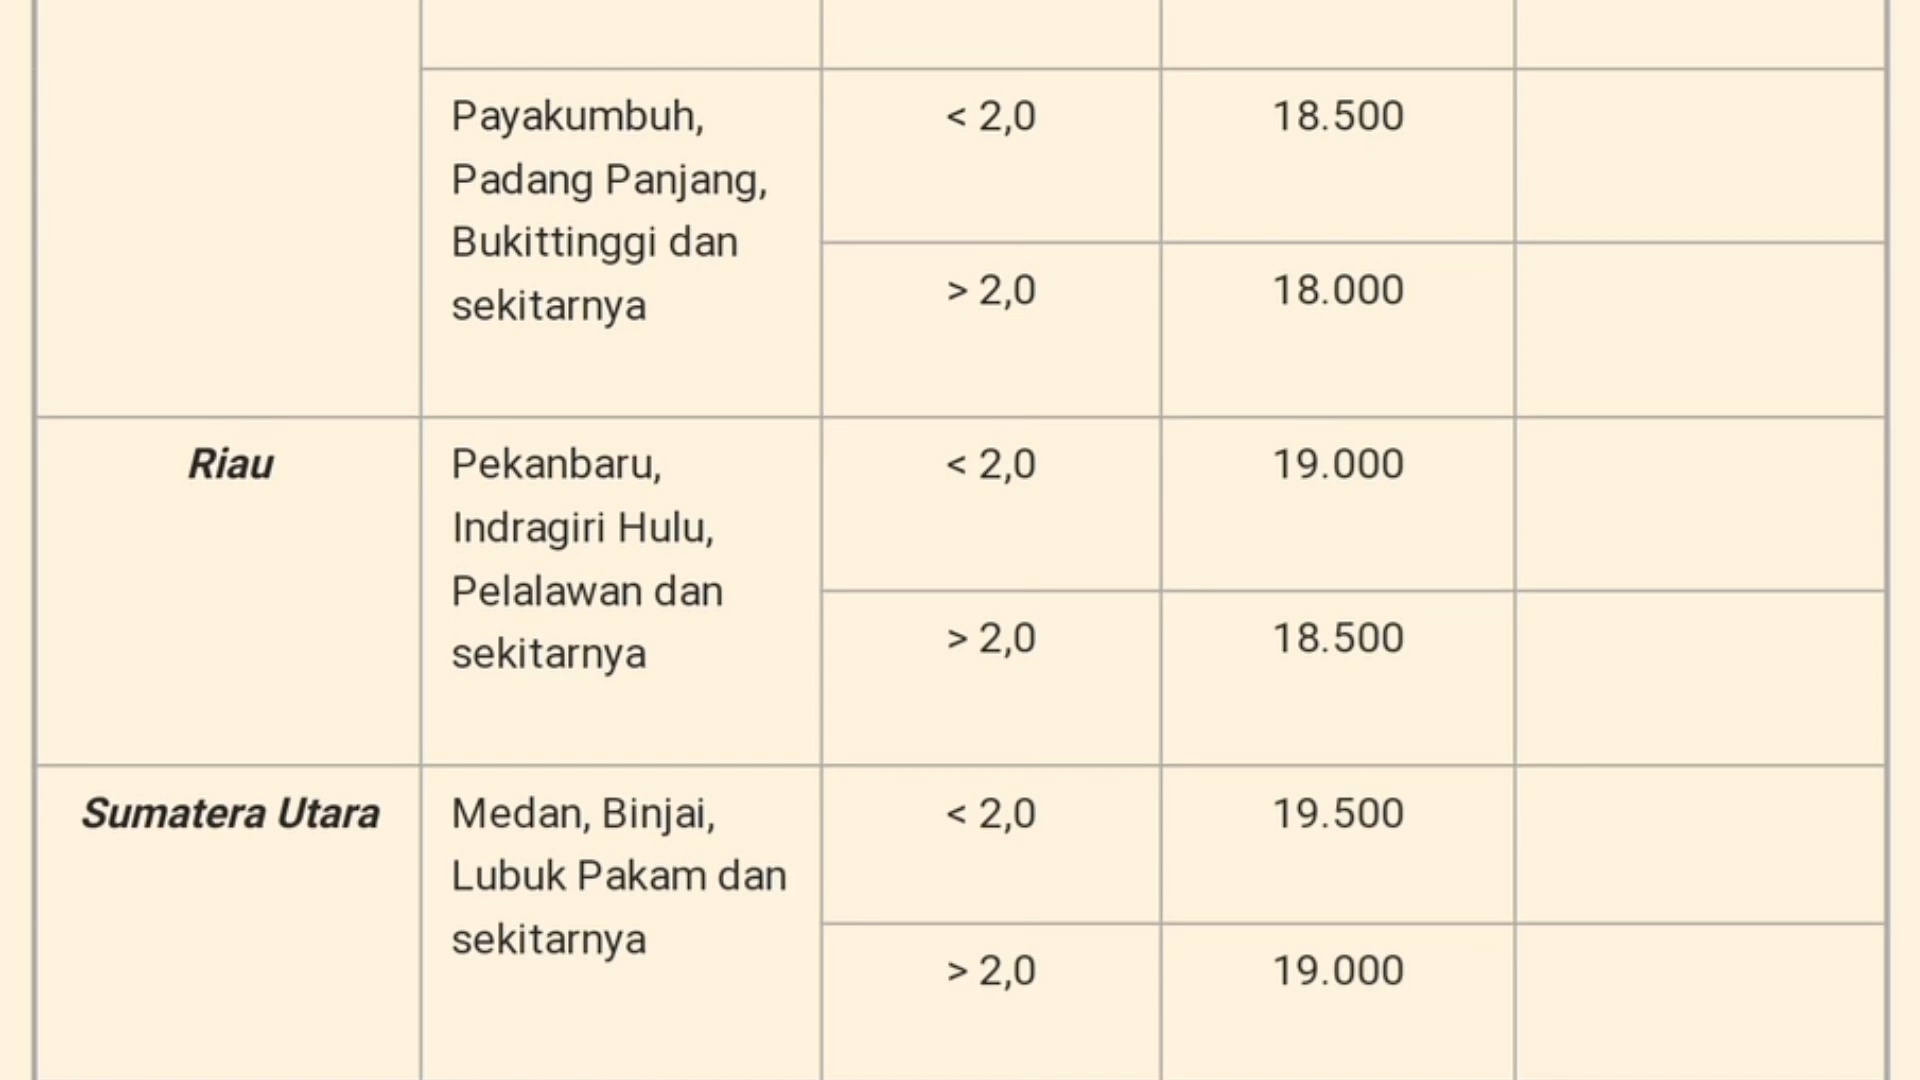 Payakumbuh,
Padang Panjang,
Bukittinggi dan
sekitarnya
< 2,0
18.500
> 2,0
18.000
Riau
Pekanbaru,
Indragiri Hulu,
Pelalawan dan
sekitarnya
< 2,0
19.000
> 2,0
18.500
Sumatera Utara
Medan, Binjai,
Lubuk Pakam dan
sekitarnya
< 2,0
19.500
> 2,0
19.000